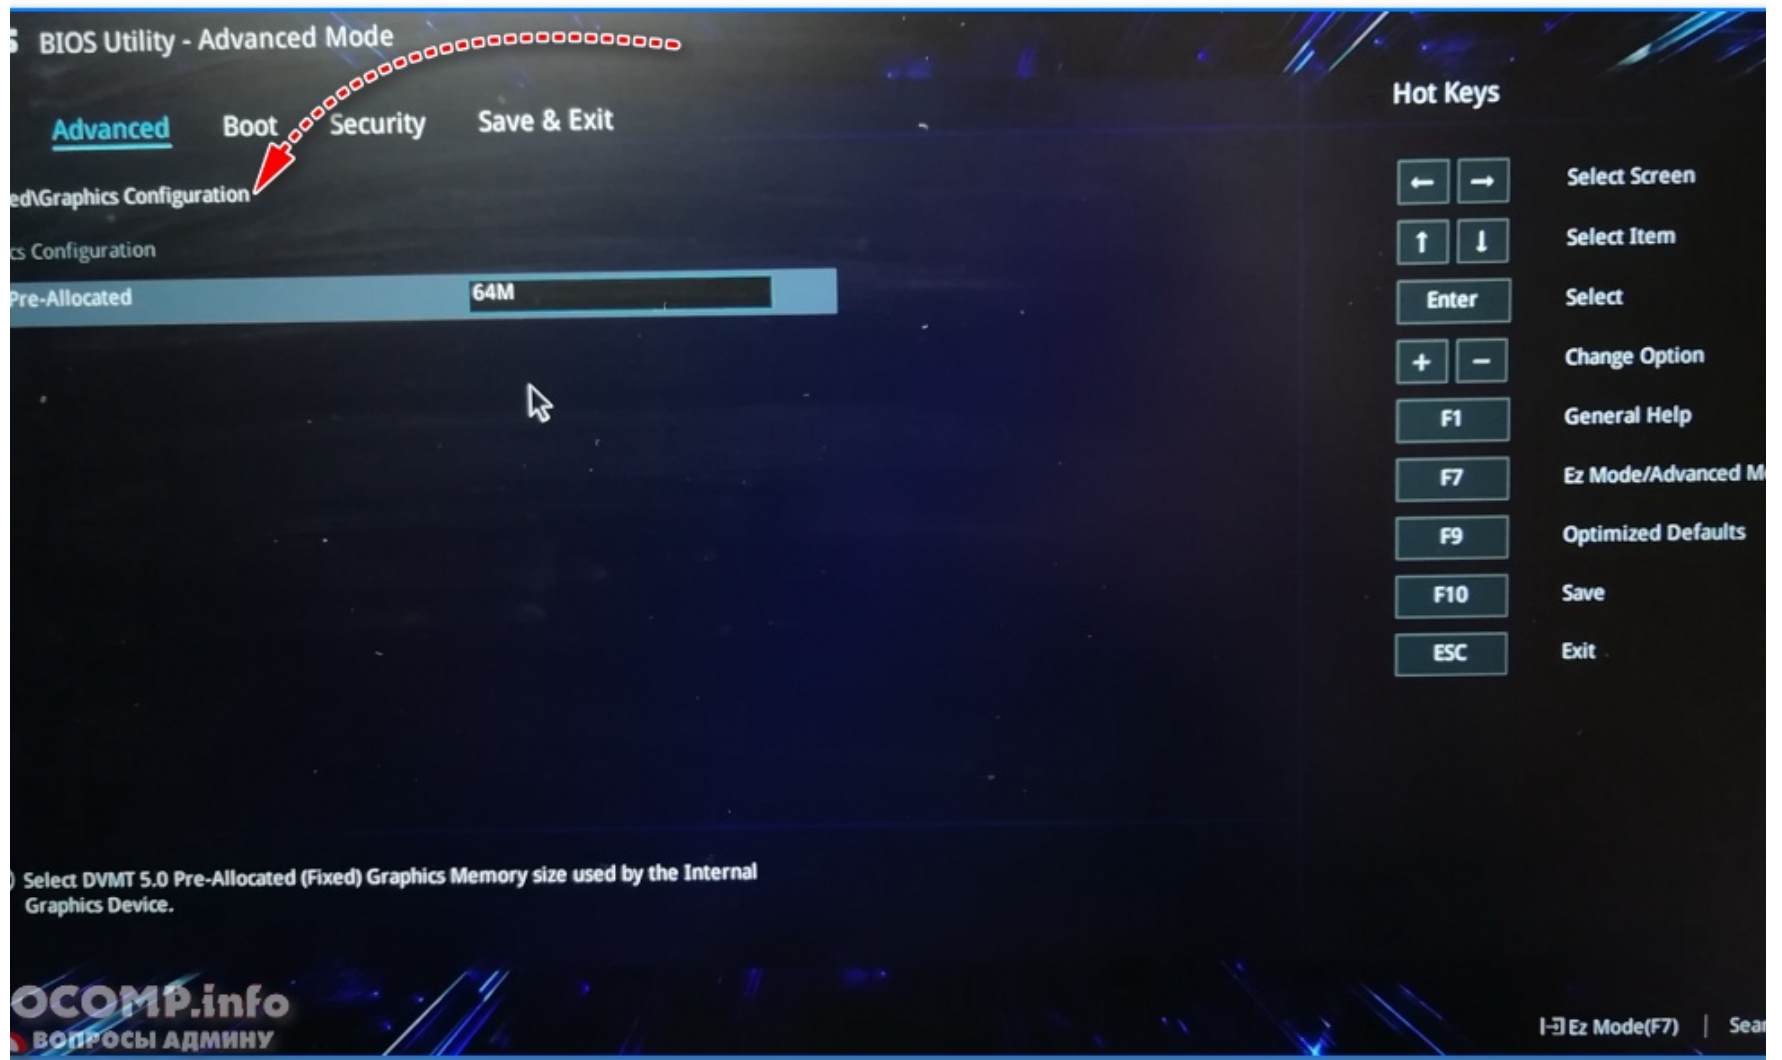 S BIOS Utility - Advanced Mode
Hot Keys
Advanced Boot Security Save & Exit
ed\Graphics Configuration
cs Configuration
Pre-Allocated 64M
← → Select Screen
↑ ↓ Select Item
Enter Select
+ − Change Option
F1 General Help
F7 Ez Mode/Advanced Mo
F9 Optimized Defaults
F10 Save
ESC Exit
Select DVMT 5.0 Pre-Allocated (Fixed) Graphics Memory size used by the Internal
Graphics Device.
OCOMP.info
ВОПРОСЫ АДМИНУ
Ez Mode(F7) | Sear